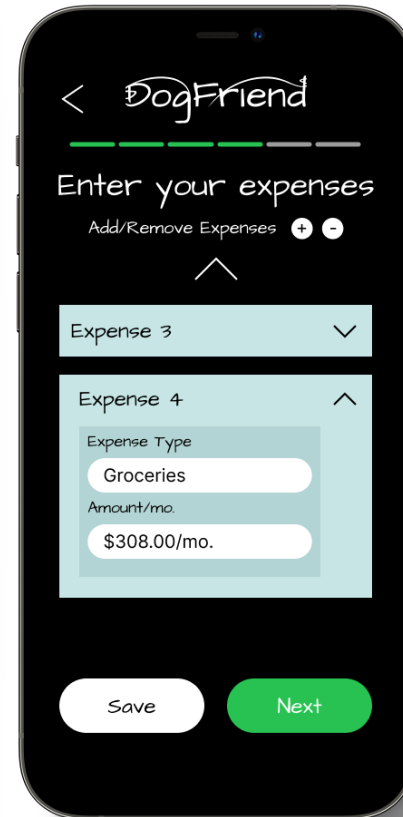 DogFriend
Enter your expenses
Add/Remove Expenses + -
Expense 3
Expense 4
Expense Type
Groceries
Amount/mo.
$308.00/mo.
Save Next